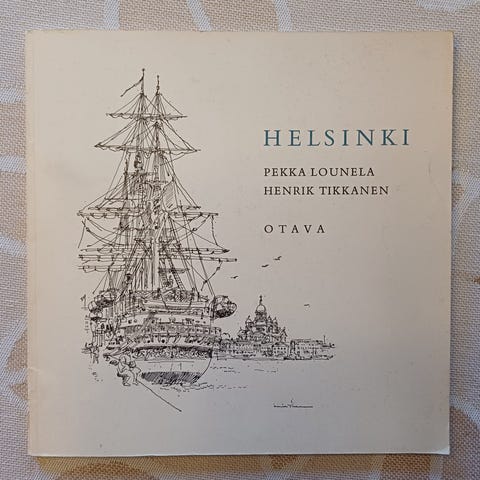 HELSINKI
PEKKA LOUNELA
HENRIK TIKKANEN
OTAVA